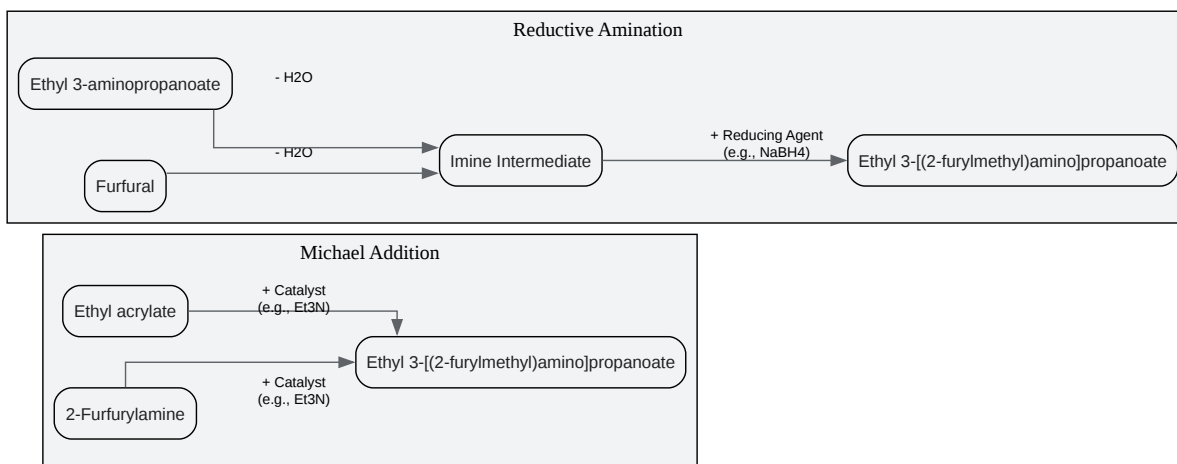 Reductive Amination
Ethyl 3-aminopropanoate
- H2O
- H2O
Furfural
Imine Intermediate
+ Reducing Agent
(e.g., NaBH4)
Ethyl 3-[(2-furylmethyl)amino]propanoate
Michael Addition
Ethyl acrylate
+ Catalyst
(e.g., Et3N)
Ethyl 3-[(2-furylmethyl)amino]propanoate
2-Furfurylamine
+ Catalyst
(e.g., Et3N)